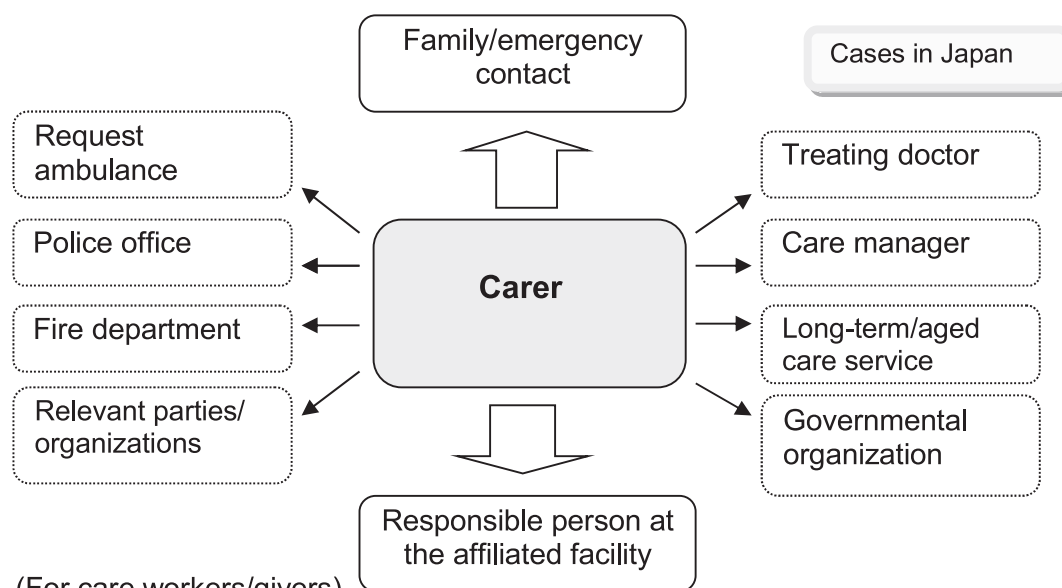 Family/emergency
contact
Cases in Japan
Request
ambulance
Treating doctor
Police office
Care manager
Carer
Fire department
Long-term/aged
care service
Relevant parties/
organizations
Governmental
organization
Responsible person at
the affiliated facility
(For care workers/givers)